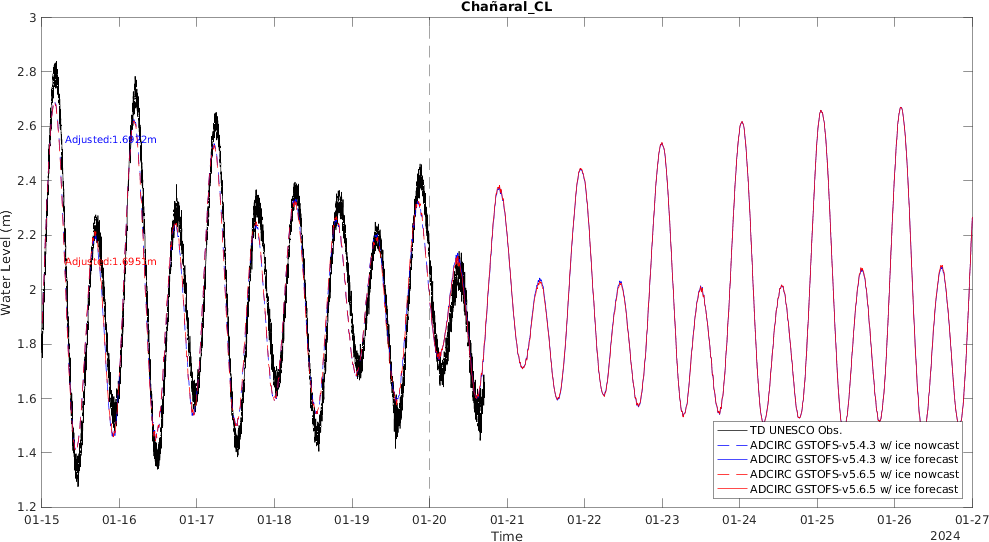 Chañaral_CL
3
2.8
2.6
2.4
2.2
2
1.8
1.6
1.4
1.2
Water Level (m)
Adjusted:1.6922m
Adjusted:1.6951m
TD UNESCO Obs.
ADCIRC GSTOFS-v5.4.3 w/ ice nowcast
ADCIRC GSTOFS-v5.4.3 w/ ice forecast
ADCIRC GSTOFS-v5.6.5 w/ ice nowcast
ADCIRC GSTOFS-v5.6.5 w/ ice forecast
01-15 01-16 01-17 01-18 01-19 01-20 01-21 01-22 01-23 01-24 01-25 01-26 01-27
Time
2024